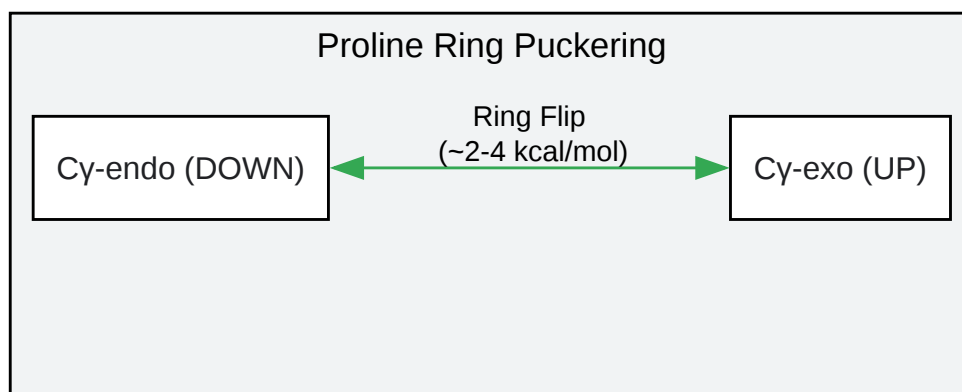 Proline Ring Puckering
Ring Flip
(~2-4 kcal/mol)
Cγ-endo (DOWN)
Cγ-exo (UP)